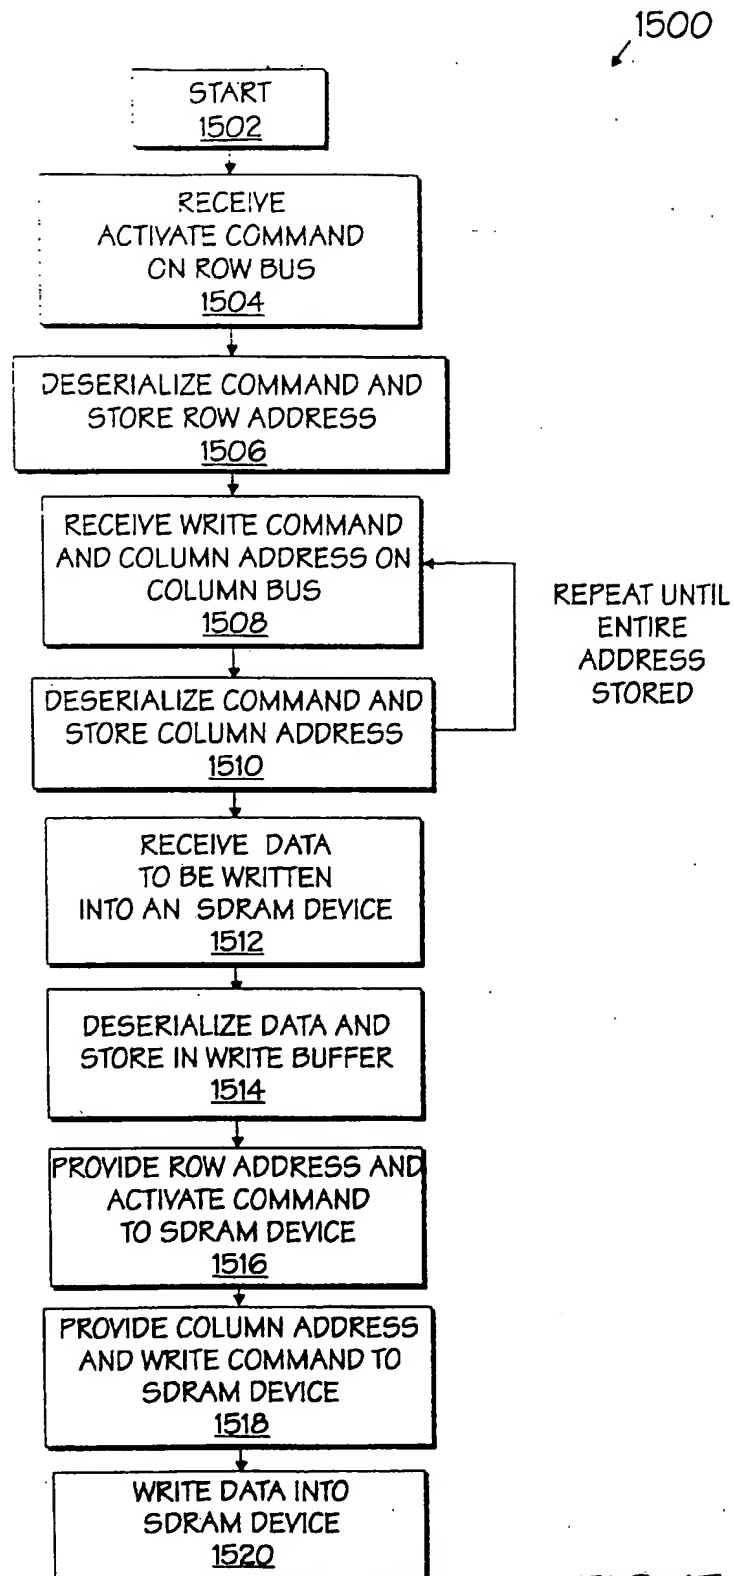 1500
START
1502
RECEIVE
ACTIVATE COMMAND
ON ROW BUS
1504
DESERIALIZE COMMAND AND
STORE ROW ADDRESS
1506
RECEIVE WRITE COMMAND
AND COLUMN ADDRESS ON
COLUMN BUS
1508
REPEAT UNTIL
ENTIRE
ADDRESS
STORED
DESERIALIZE COMMAND AND
STORE COLUMN ADDRESS
1510
RECEIVE DATA
TO BE WRITTEN
INTO AN SDRAM DEVICE
1512
DESERIALIZE DATA AND
STORE IN WRITE BUFFER
1514
PROVIDE ROW ADDRESS AND
ACTIVATE COMMAND
TO SDRAM DEVICE
1516
PROVIDE COLUMN ADDRESS
AND WRITE COMMAND TO
SDRAM DEVICE
1518
WRITE DATA INTO
SDRAM DEVICE
1520